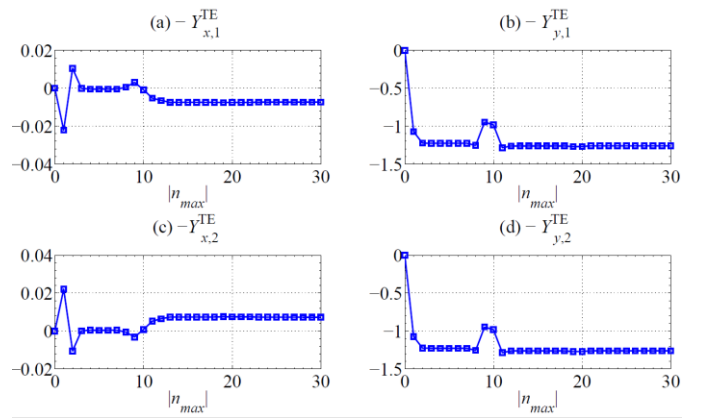 (a) − Y^TE_x,1
(b) − Y^TE_y,1
0.02
0
−0.02
−0.04
0 10 20 30
|n_max|
0
−0.5
−1
−1.5
0 10 20 30
|n_max|
(c) −Y^TE_x,2
(d) − Y^TE_y,2
0.04
0.02
0
−0.02
0 10 20 30
|n_max|
0
−0.5
−1
−1.5
0 10 20 30
|n_max|